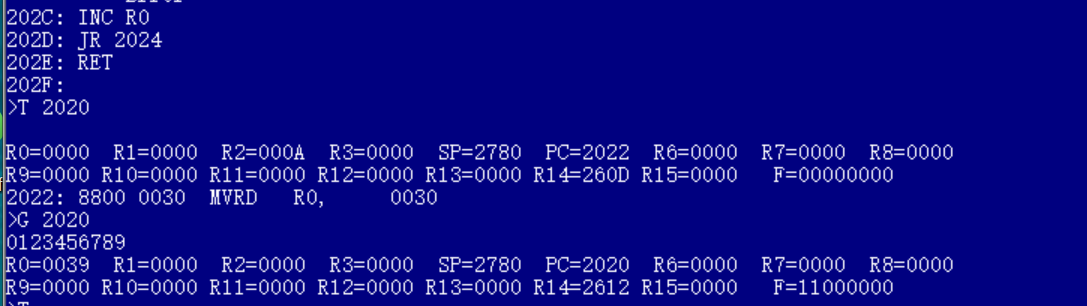 202C: INC R0
202D: JR 2024
202E: RET
202F:
>T 2020
R0=0000 R1=0000 R2=000A R3=0000 SP=2780 PC=2022 R6=0000 R7=0000 R8=0000
R9=0000 R10=0000 R11=0000 R12=0000 R13=0000 R14=260D R15=0000 F=00000000
2022: 8800 0030 MVRD R0, 0030
>G 2020
0123456789
R0=0039 R1=0000 R2=0000 R3=0000 SP=2780 PC=2020 R6=0000 R7=0000 R8=0000
R9=0000 R10=0000 R11=0000 R12=0000 R13=0000 R14=2612 R15=0000 F=11000000